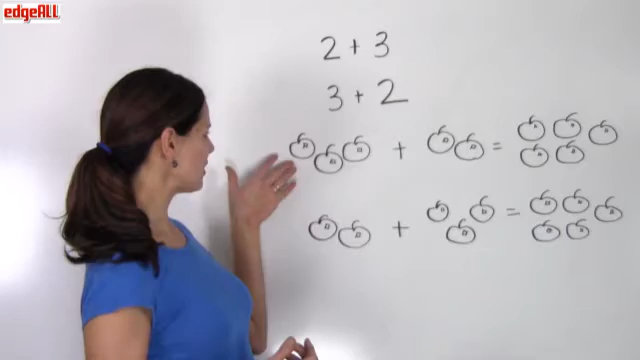 edgeALL
2 + 3
3 + 2
+ =
+ =